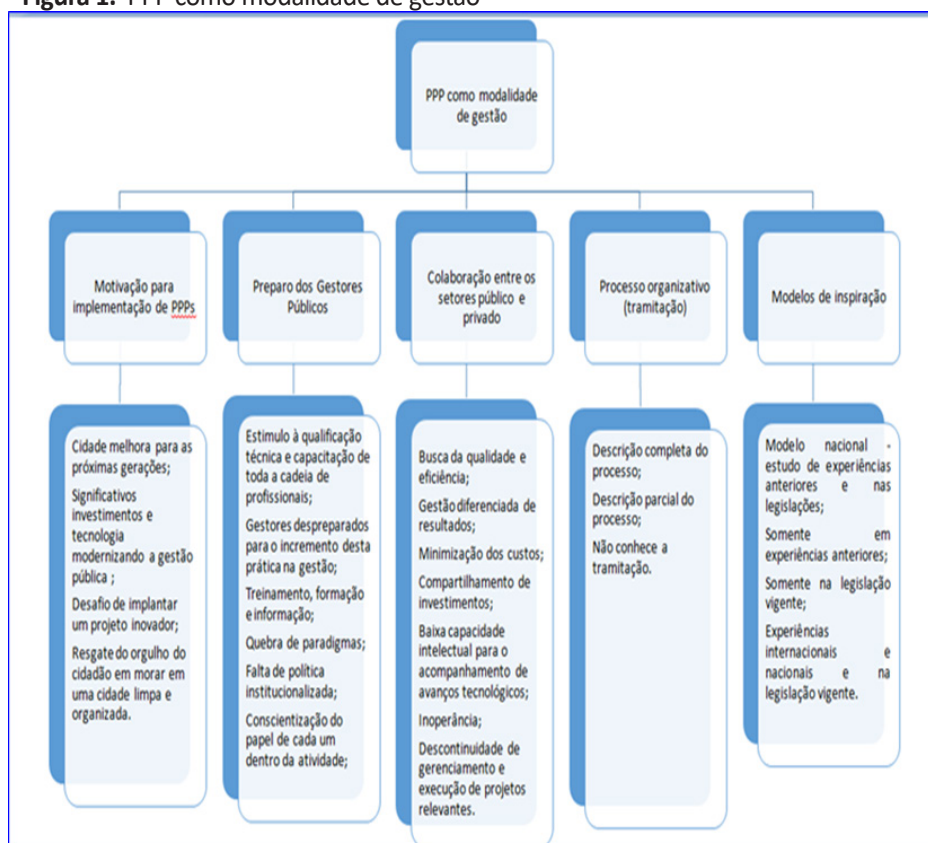 Figura 1. PPP como modalidade de gestão
PPP como modalidade
de gestão
Motivação para
implementação de PPPs
Preparo dos Gestores
Públicos
Colaboração entre os
setores público e
privado
Processo organizativo
(tramitação)
Modelos de inspiração
Cidade melhora para as
próximas gerações;
Significativos
investimentos e
tecnologia
modernizando a gestão
pública ;
Desafio de implantar
um projeto inovador;
Resgate do orgulho do
cidadão em morar em
uma cidade limpa e
organizada.
Estimulo à qualificação
técnica e capacitação de
toda a cadeia de
profissionais;
Gestores despreparados
para o incremento desta
prática na gestão;
Treinamento, formação
e informação;
Quebra de paradigmas;
Falta de política
institucionalizada;
Conscientização do
papel de cada um
dentro da atividade;
Busca da qualidade e
eficiência;
Gestão diferenciada de
resultados;
Minimização dos custos;
Compartilhamento de
investimentos;
Baixa capacidade
intelectual para o
acompanhamento de
avanços tecnológicos;
Inoperância;
Descontinuidade de
gerenciamento e
execução de projetos
relevantes.
Descrição completa do
processo;
Descrição parcial do
processo;
Não conhece a
tramitação.
Modelo nacional -
estudo de experiências
anteriores e nas
legislações;
Somente em
experiências anteriores;
Somente na legislação
vigente;
Experiências
internacionais e
nacionais e na
legislação vigente.